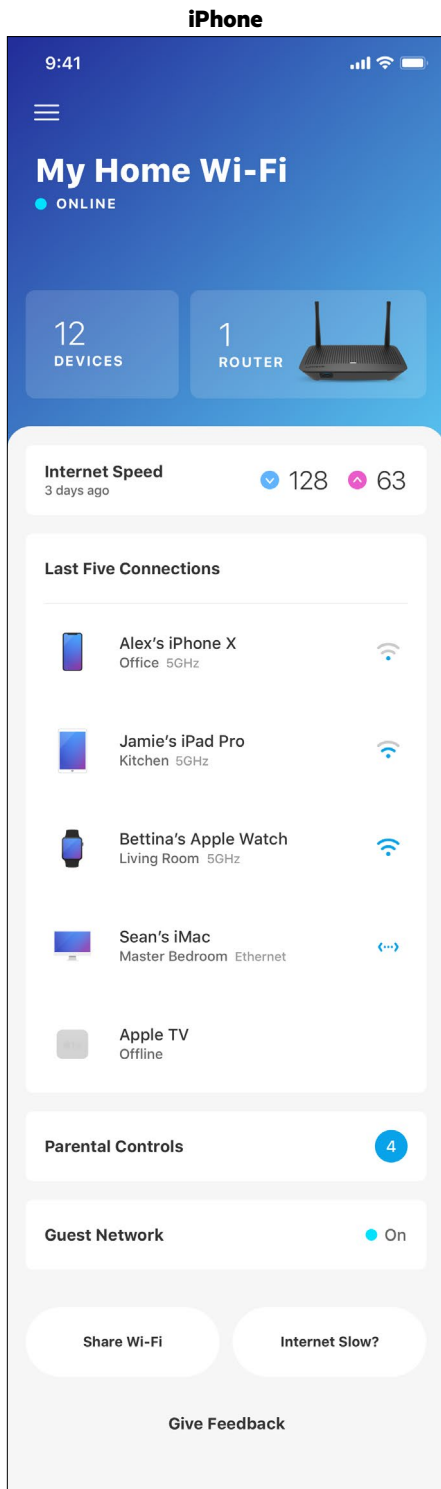 iPhone
9:41
My Home Wi-Fi
ONLINE
12
DEVICES
1
ROUTER
Internet Speed
3 days ago
128
63
Last Five Connections
Alex’s iPhone X
Office 5GHz
Jamie’s iPad Pro
Kitchen 5GHz
Bettina’s Apple Watch
Living Room 5GHz
Sean’s iMac
Master Bedroom Ethernet
Apple TV
Offline
Parental Controls
4
Guest Network
On
Share Wi-Fi
Internet Slow?
Give Feedback